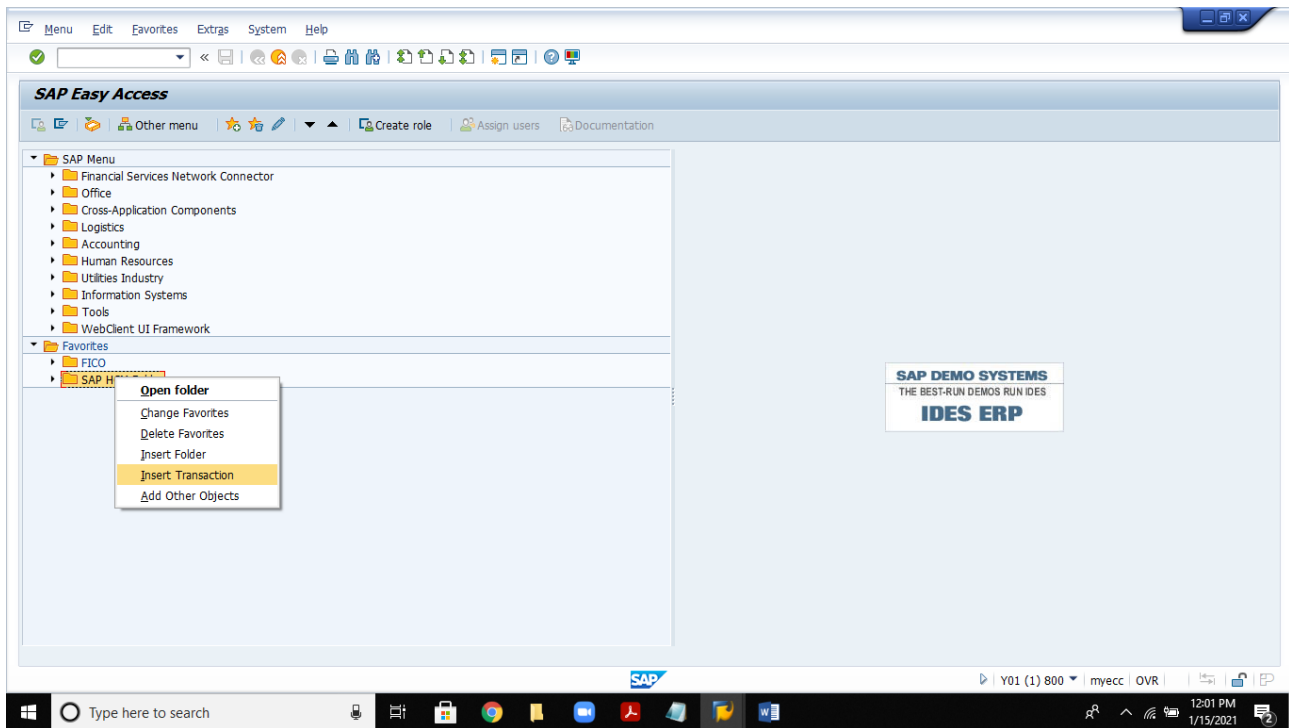 Menu Edit Favorites Extras System Help
SAP Easy Access
Other menu Create role Assign users Documentation
SAP Menu
Financial Services Network Connector
Office
Cross-Application Components
Logistics
Accounting
Human Resources
Utilities Industry
Information Systems
Tools
WebClient UI Framework
Favorites
FICO
SAP
Open folder
Change Favorites
Delete Favorites
Insert Folder
Insert Transaction
Add Other Objects
SAP DEMO SYSTEMS
THE BEST-RUN DEMOS RUN IDES
IDES ERP
SAP
Y01 (1) 800 myecc OVR
Type here to search
12:01 PM
1/15/2021
2